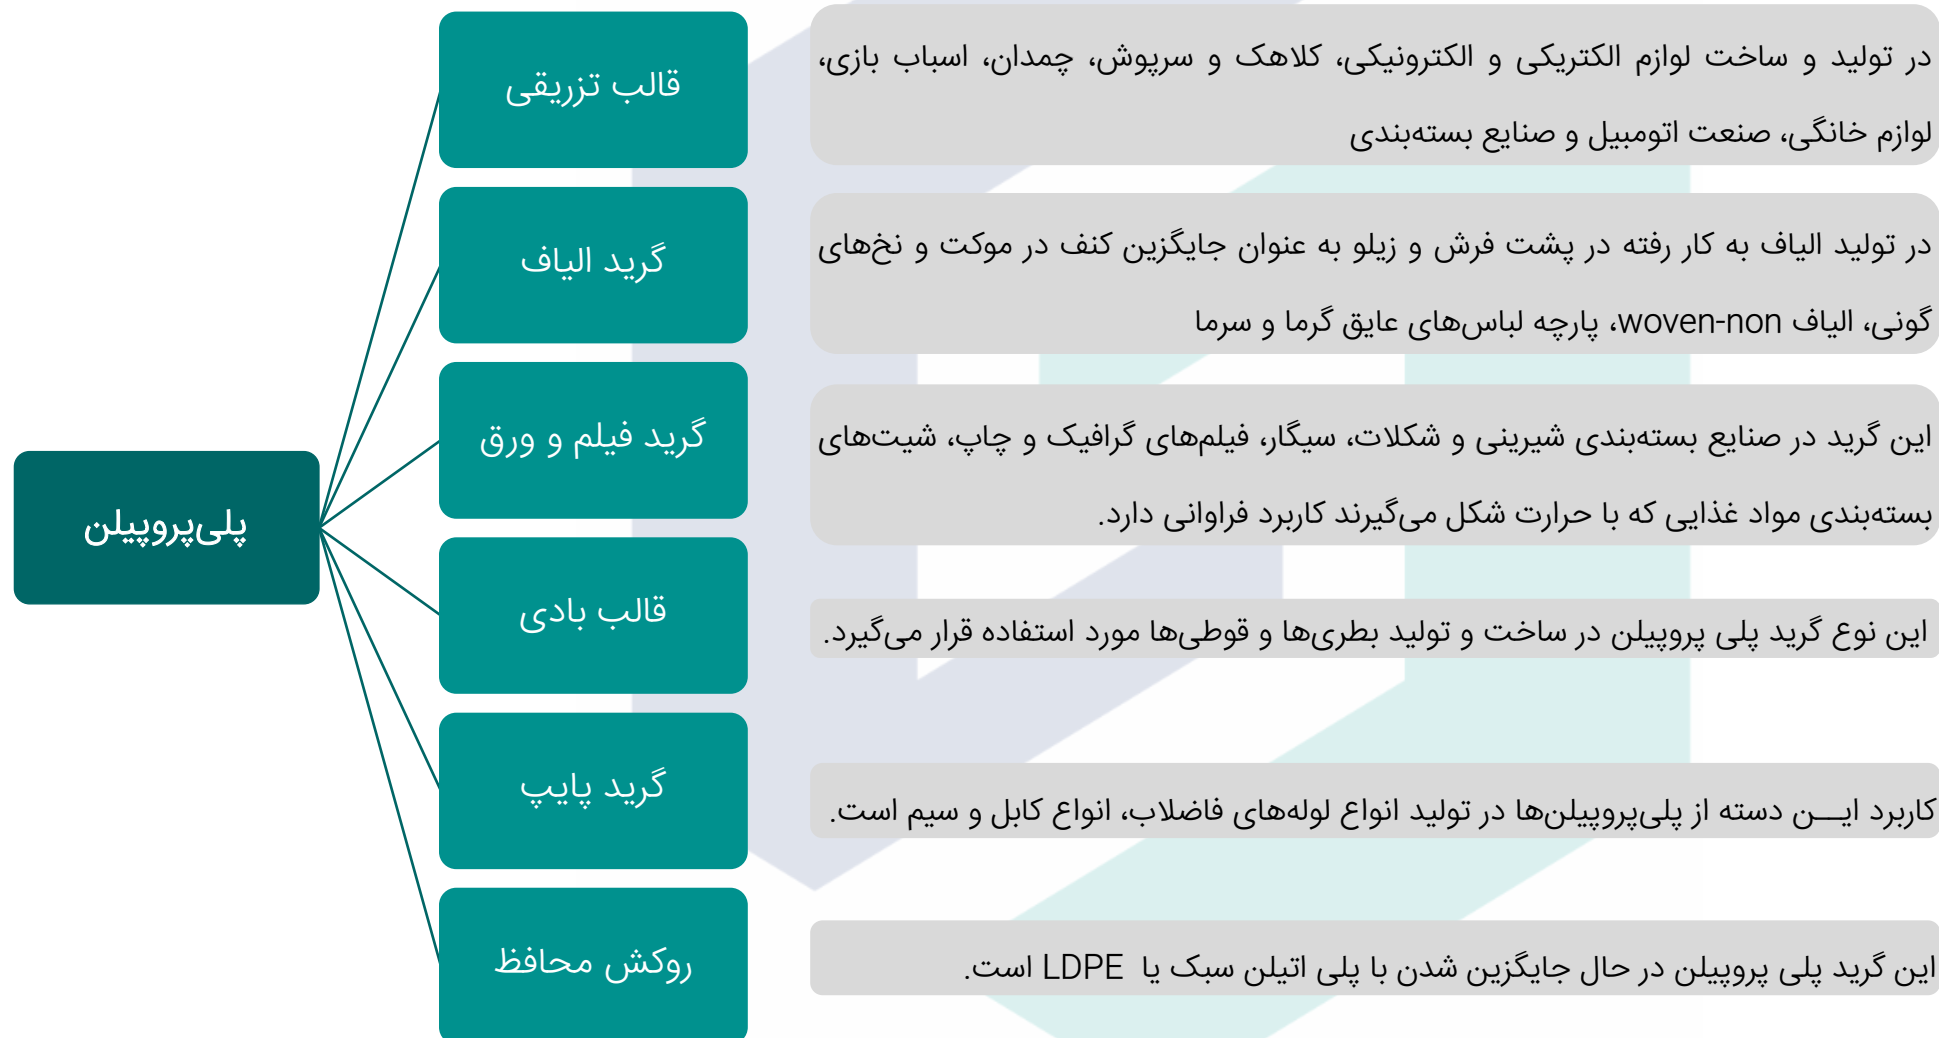 پلی‌پروپیلن
قالب تزریقی
در تولید و ساخت لوازم الکتریکی و الکترونیکی، کلاهک و سرپوش، چمدان، اسباب بازی،
لوازم خانگی، صنعت اتومبیل و صنایع بسته‌بندی
گرید الیاف
در تولید الیاف به کار رفته در پشت فرش و زیلو به عنوان جایگزین کنف در موکت و نخ‌های
گونی، الیاف woven-non، پارچه لباس‌های عایق گرما و سرما
گرید فیلم و ورق
این گرید در صنایع بسته‌بندی شیرینی و شکلات، سیگار، فیلم‌های گرافیک و چاپ، شیت‌های
بسته‌بندی مواد غذایی که با حرارت شکل می‌گیرند کاربرد فراوانی دارد.
قالب بادی
این نوع گرید پلی پروپیلن در ساخت و تولید بطری‌ها و قوطی‌ها مورد استفاده قرار می‌گیرد.
گرید پایپ
کاربرد ایــن دسته از پلی‌پروپیلن‌ها در تولید انواع لوله‌های فاضلاب، انواع کابل و سیم است.
روکش محافظ
این گرید پلی پروپیلن در حال جایگزین شدن با پلی اتیلن سبک یا LDPE است.